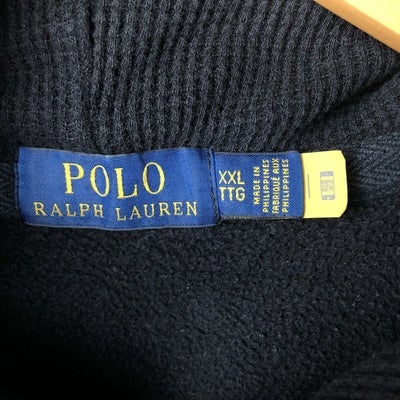 POLO
RALPH LAUREN
XXL
TTG
MADE IN
PHILIPPINES
FABRIQUÉ AUX
PHILIPPINES